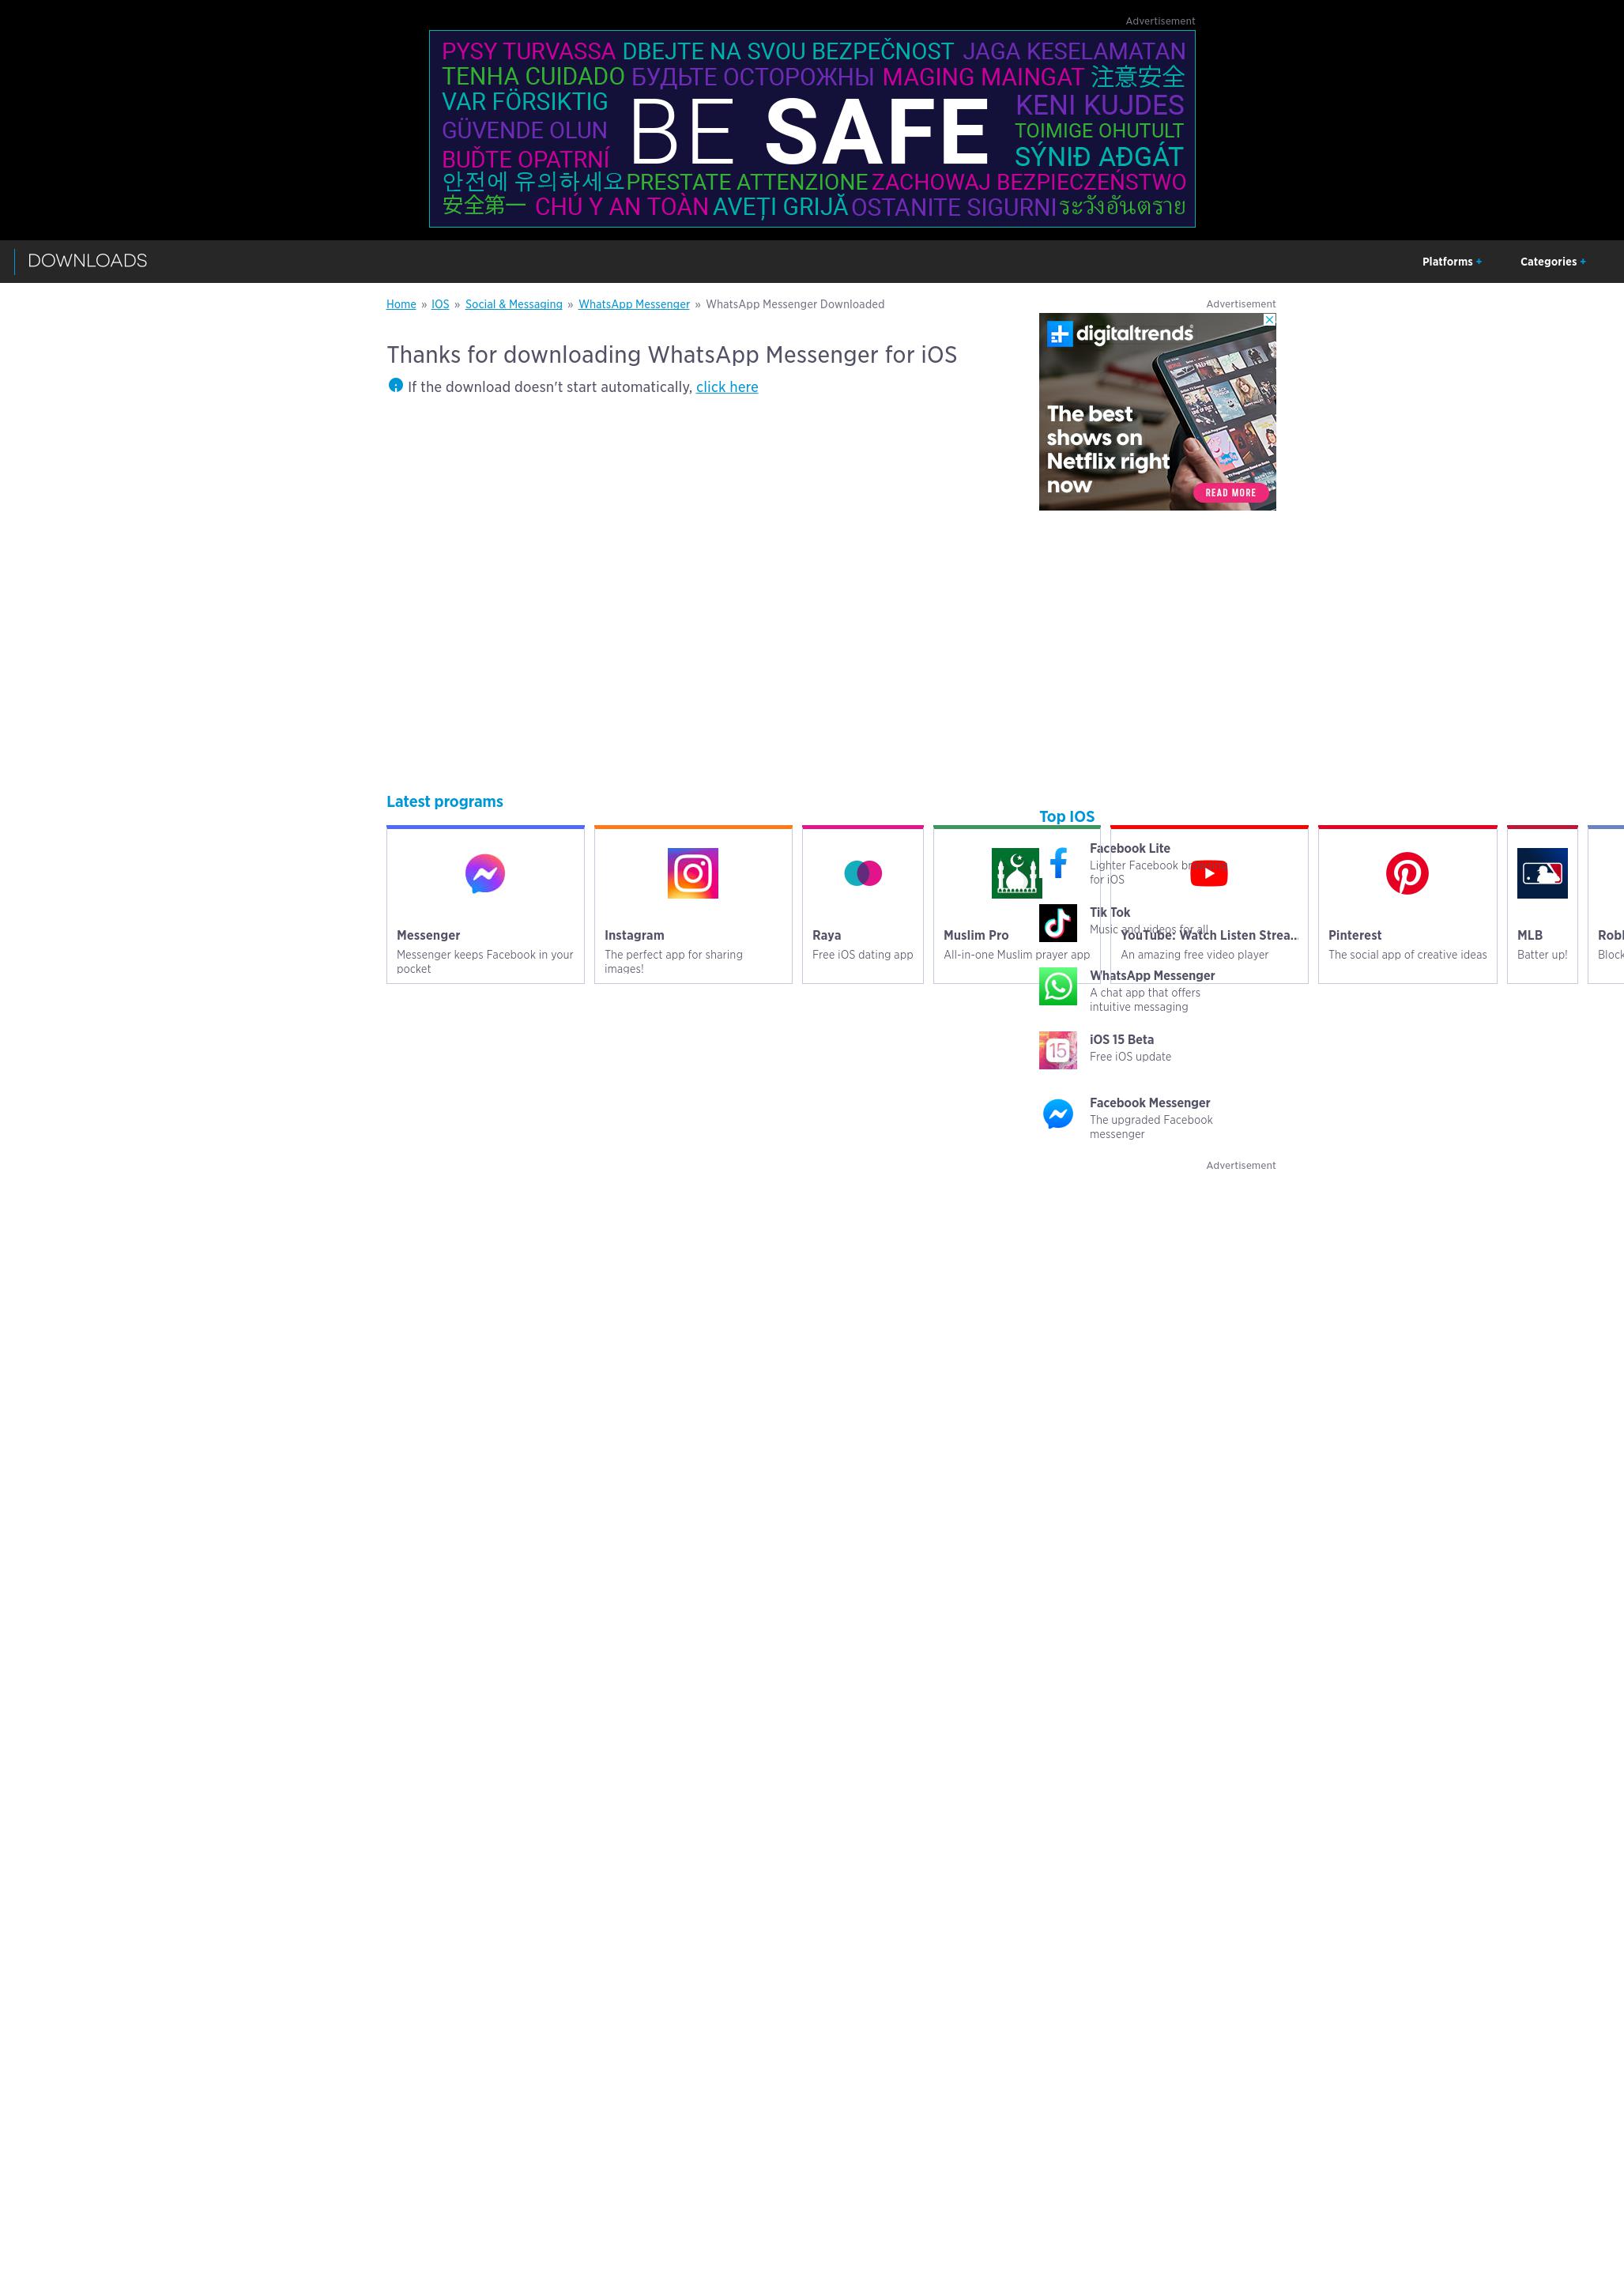 Advertisement
PYSY TURVASSA DBEJTE NA SVOU BEZPEČNOST JAGA KESELAMATAN
TENHA CUIDADO БУДЬТЕ ОСТОРОЖНЫ MAGING MAINGAT 注意安全
VAR FÖRSIKTIG
GÜVENDE OLUN
BUĎTE OPATRNÍ
BE SAFE
KENI KUJDES
TOIMIGE OHUTULT
SÝNIÐ AÐGÁT
안전에 유의하세요 PRESTATE ATTENZIONE ZACHOWAJ BEZPIECZEŃSTWO
安全第一 CHÚ Ý AN TOÀN AVEȚI GRIJĂ OSTANITE SIGURNI ระวังอันตราย
DOWNLOADS
Platforms +
Categories +
Home » IOS » Social & Messaging » WhatsApp Messenger » WhatsApp Messenger Downloaded
Thanks for downloading WhatsApp Messenger for iOS
If the download doesn't start automatically, click here
Advertisement
digitaltrends
The best
shows on
Netflix right
now
READ MORE
Latest programs
Messenger
Messenger keeps Facebook in your
pocket
Instagram
The perfect app for sharing
images!
Raya
Free iOS dating app
Muslim Pro
All-in-one Muslim prayer app
YouTube: Watch Listen Strea...
An amazing free video player
Pinterest
The social app of creative ideas
MLB
Batter up!
Top IOS
Facebook Lite
Lighter Facebook
for iOS
Tik Tok
Music and videos for all
WhatsApp Messenger
A chat app that offers
intuitive messaging
15
iOS 15 Beta
Free iOS update
Facebook Messenger
The upgraded Facebook
messenger
Advertisement